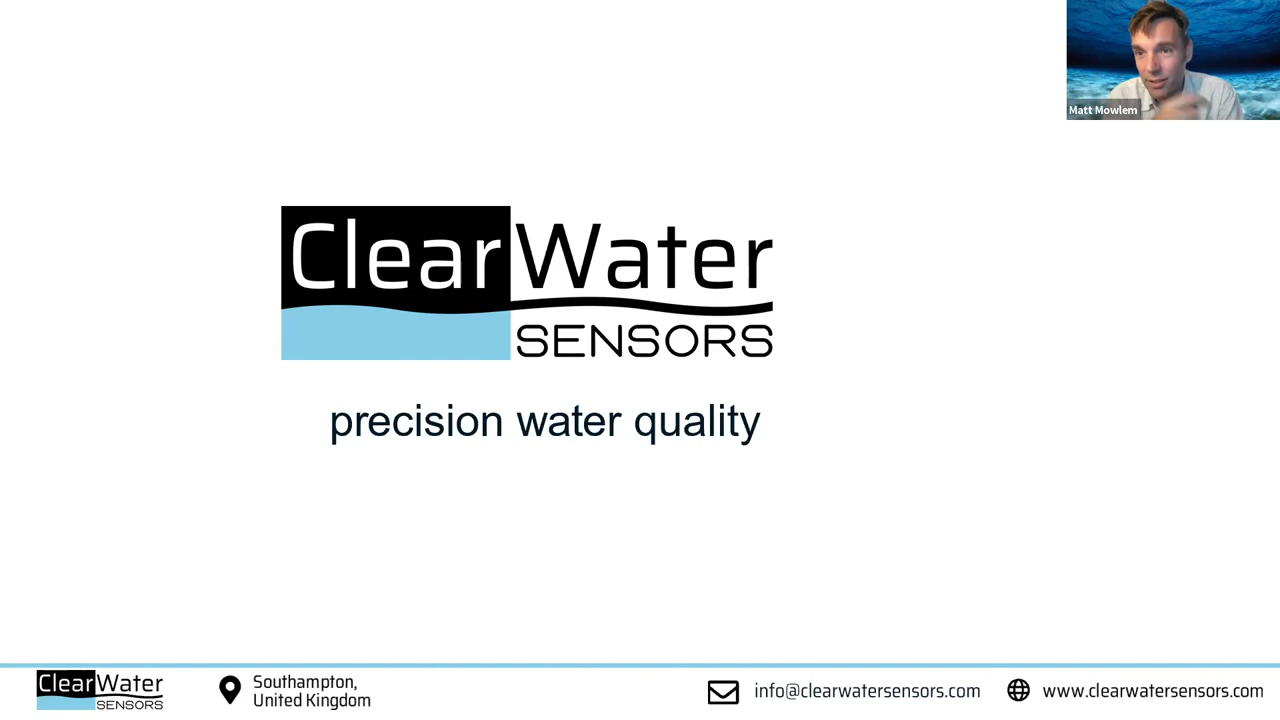 Matt Mowlem
ClearWater
SENSORS
precision water quality
ClearWater
SENSORS
Southampton,
United Kingdom
info@clearwatersensors.com
www.clearwatersensors.com